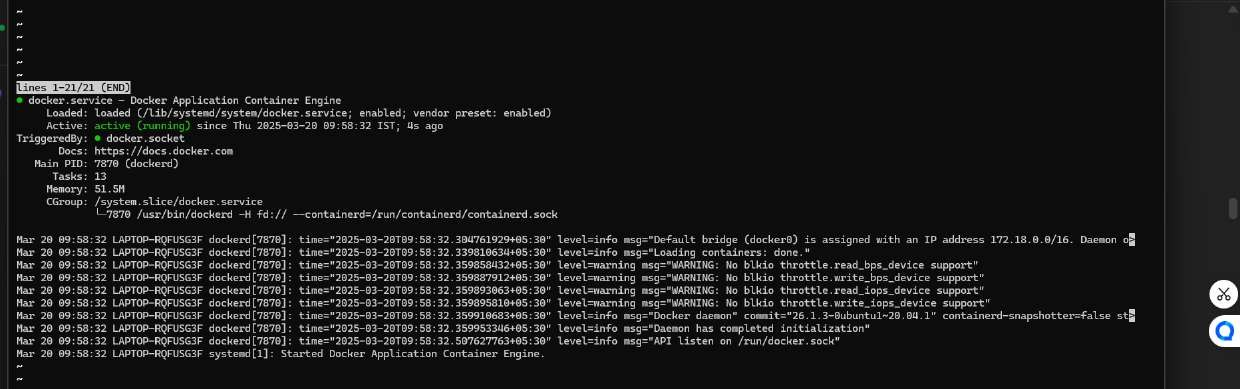 ~
~
~
~
~
~
lines 1-21/21 (END)
● docker.service - Docker Application Container Engine
Loaded: loaded (/lib/systemd/system/docker.service; enabled; vendor preset: enabled)
Active: active (running) since Thu 2025-03-20 09:58:32 IST; 4s ago
TriggeredBy: ● docker.socket
Docs: https://docs.docker.com
Main PID: 7870 (dockerd)
Tasks: 13
Memory: 51.5M
CGroup: /system.slice/docker.service
└─7870 /usr/bin/dockerd -H fd:// --containerd=/run/containerd/containerd.sock
Mar 20 09:58:32 LAPTOP-RQFUSG3F dockerd[7870]: time="2025-03-20T09:58:32.304761929+05:30" level=info msg="Default bridge (docker0) is assigned with an IP address 172.18.0.0/16. Daemon o>
Mar 20 09:58:32 LAPTOP-RQFUSG3F dockerd[7870]: time="2025-03-20T09:58:32.339810634+05:30" level=info msg="Loading containers: done."
Mar 20 09:58:32 LAPTOP-RQFUSG3F dockerd[7870]: time="2025-03-20T09:58:32.359858432+05:30" level=warning msg="WARNING: No blkio throttle.read_bps_device support"
Mar 20 09:58:32 LAPTOP-RQFUSG3F dockerd[7870]: time="2025-03-20T09:58:32.359887912+05:30" level=warning msg="WARNING: No blkio throttle.write_bps_device support"
Mar 20 09:58:32 LAPTOP-RQFUSG3F dockerd[7870]: time="2025-03-20T09:58:32.359893063+05:30" level=warning msg="WARNING: No blkio throttle.read_iops_device support"
Mar 20 09:58:32 LAPTOP-RQFUSG3F dockerd[7870]: time="2025-03-20T09:58:32.359895810+05:30" level=warning msg="WARNING: No blkio throttle.write_iops_device support"
Mar 20 09:58:32 LAPTOP-RQFUSG3F dockerd[7870]: time="2025-03-20T09:58:32.359910683+05:30" level=info msg="Docker daemon" commit="26.1.3-0ubuntu1~20.04.1" containerd-snapshotter=false st>
Mar 20 09:58:32 LAPTOP-RQFUSG3F dockerd[7870]: time="2025-03-20T09:58:32.359953346+05:30" level=info msg="Daemon has completed initialization"
Mar 20 09:58:32 LAPTOP-RQFUSG3F dockerd[7870]: time="2025-03-20T09:58:32.507627763+05:30" level=info msg="API listen on /run/docker.sock"
Mar 20 09:58:32 LAPTOP-RQFUSG3F systemd[1]: Started Docker Application Container Engine.
~
~